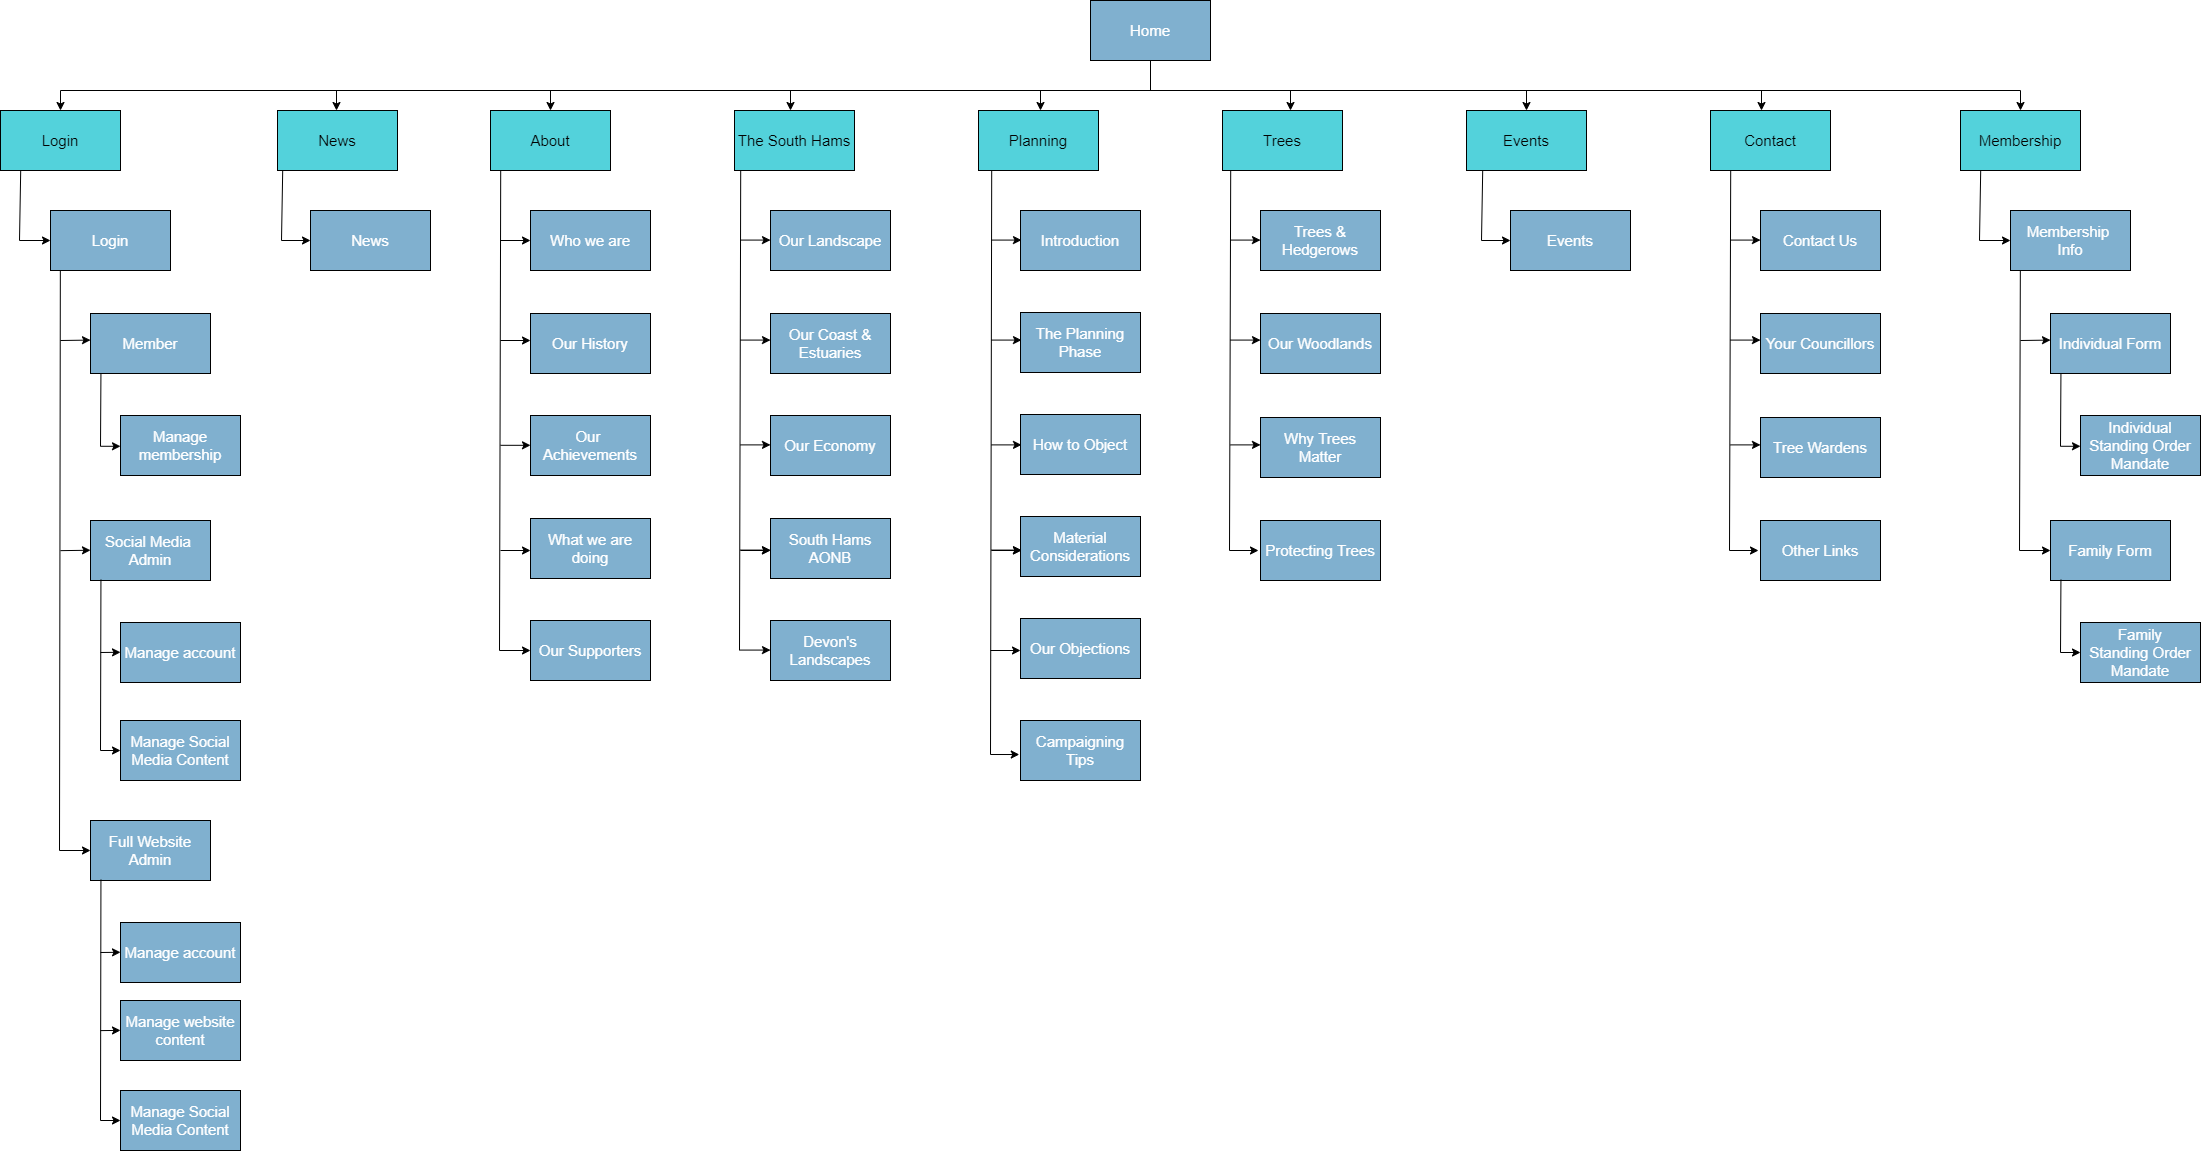 Home
Login
News
About
The South Hams
Planning
Trees
Events
Contact
Membership
Login
Member
Manage
membership
Social Media
Admin
Manage account
Manage Social
Media Content
Full Website
Admin
Manage account
Manage website
content
Manage Social
Media Content
News
Who we are
Our History
Our
Achievements
What we are
doing
Our Supporters
Our Landscape
Our Coast &
Estuaries
Our Economy
South Hams
AONB
Devon's
Landscapes
Introduction
The Planning
Phase
How to Object
Material
Considerations
Our Objections
Campaigning
Tips
Trees &
Hedgerows
Our Woodlands
Why Trees
Matter
Protecting Trees
Events
Contact Us
Your Councillors
Tree Wardens
Other Links
Membership
Info
Individual Form
Individual
Standing Order
Mandate
Family Form
Family
Standing Order
Mandate